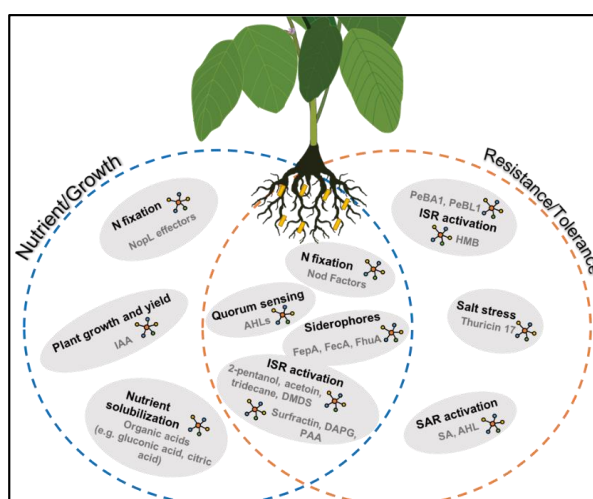 Nutrient/Growth
Resistance/Tolerance
N fixation
NopL effectors
Plant growth and yield
IAA
Nutrient
solubilization
Organic acids
(e.g. gluconic acid, citric
acid)
N fixation
Nod Factors
Quorum sensing
AHLs
Siderophores
FepA, FecA, FhuA
ISR activation
2-pentanol, acetoin,
tridecane, DMDS
Surfractin, DAPG,
PAA
PeBA1, PeBL1
ISR activation
HMB
Salt stress
Thuricin 17
SAR activation
SA, AHL